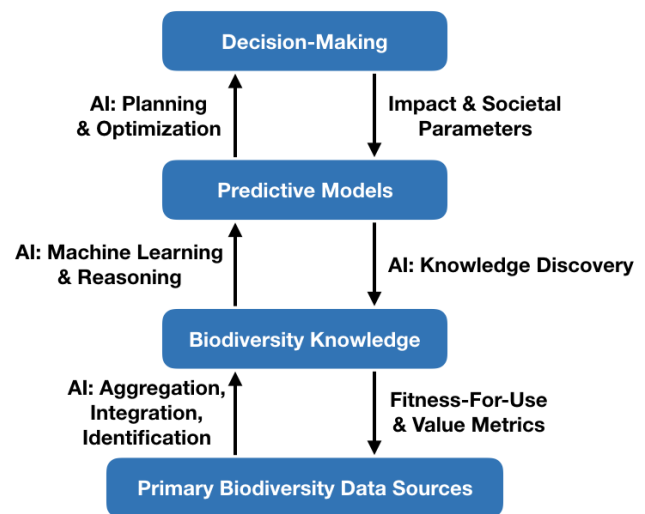 Decision-Making
AI: Planning
& Optimization
Impact & Societal
Parameters
Predictive Models
AI: Machine Learning
& Reasoning
AI: Knowledge Discovery
Biodiversity Knowledge
AI: Aggregation,
Integration,
Identification
Fitness-For-Use
& Value Metrics
Primary Biodiversity Data Sources